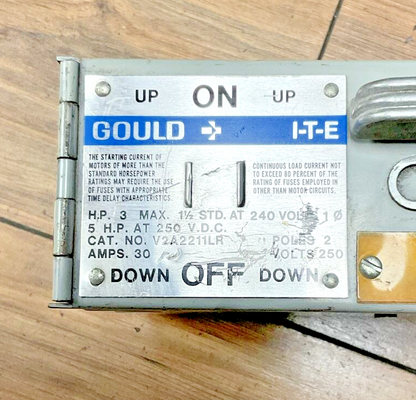 UP ON UP
GOULD I-T-E
THE STARTING CURRENT OF
MOTORS OF MORE THAN THE
STANDARD HORSEPOWER
RATINGS MAY REQUIRE THE
USE OF FUSES WITH APPROPRIATE
TIME DELAY CHARACTERISTICS.
CONTINUOUS LOAD CURRENT NOT
TO EXCEED 80 PERCENT OF THE
RATING OF FUSES EMPLOYED IN
OTHER THAN MOTOR CIRCUITS.
H.P. 3 MAX. 1½ STD. AT 240 VOLTS 1 Ø
5 H.P. AT 250 V.D.C.
CAT. NO. V2A2211LR POLES 2
AMPS. 30 VOLTS 250
DOWN OFF DOWN